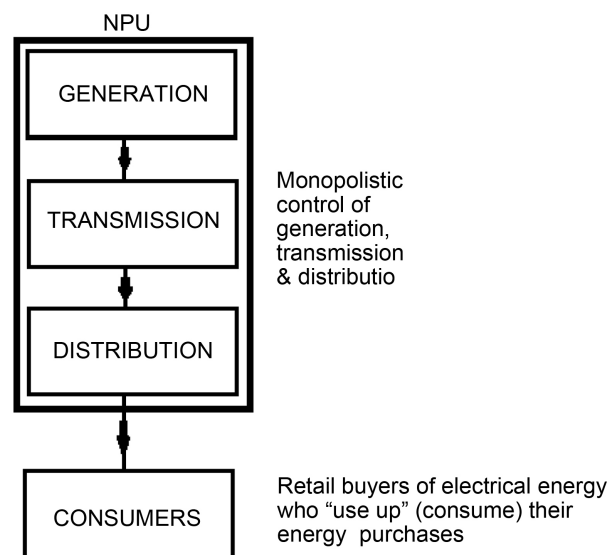 NPU
GENERATION
TRANSMISSION
Monopolistic
control of
generation,
transmission
& distributio
DISTRIBUTION
CONSUMERS
Retail buyers of electrical energy
who “use up” (consume) their
energy purchases